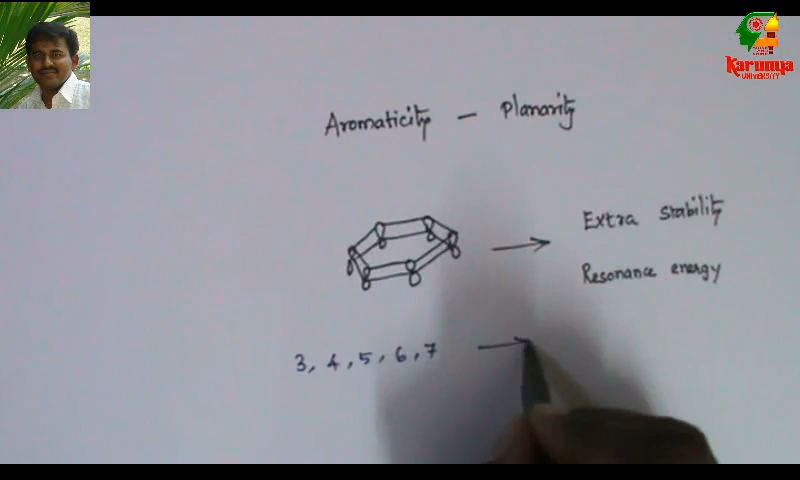 Karunya
UNIVERSITY
Aromaticity - Planarity
Extra stability
Resonance energy
3, 4, 5, 6, 7